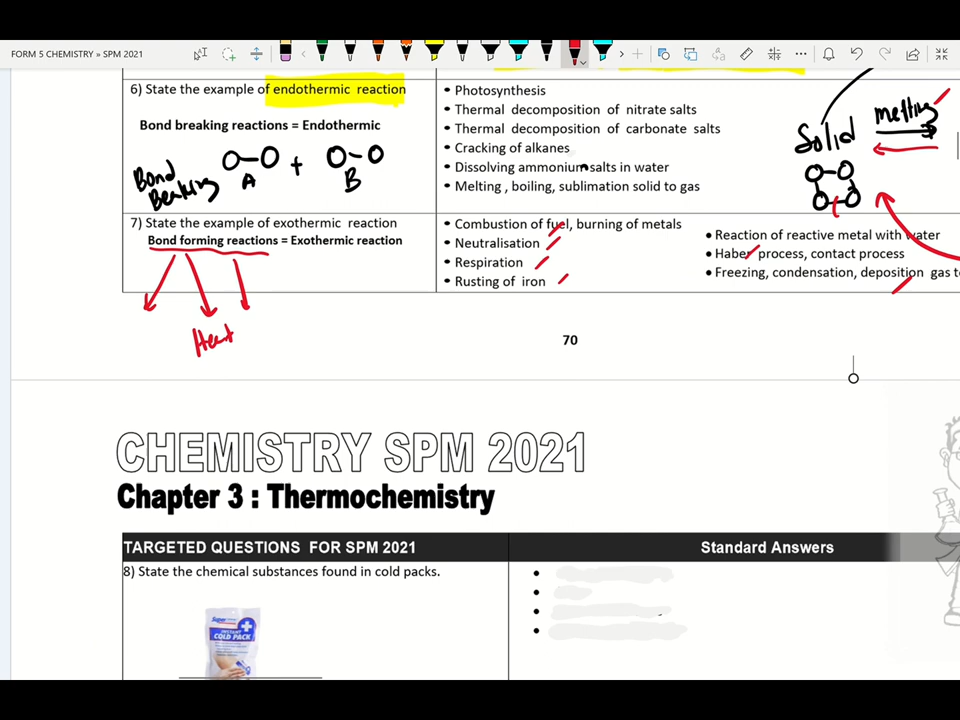 FORM 5 CHEMISTRY » SPM 2021
6) State the example of endothermic reaction
Bond breaking reactions = Endothermic
Bond
Beaking
A
+
B
• Photosynthesis
• Thermal decomposition of nitrate salts
• Thermal decomposition of carbonate salts
• Cracking of alkanes
• Dissolving ammonium salts in water
• Melting , boiling, sublimation solid to gas
Solid
melting
7) State the example of exothermic reaction
Bond forming reactions = Exothermic reaction
Heat
• Combustion of fuel, burning of metals
• Neutralisation
• Respiration
• Rusting of iron
• Reaction of reactive metal with water
• Haber process, contact process
• Freezing, condensation, deposition gas to
70
CHEMISTRY SPM 2021
Chapter 3 : Thermochemistry
TARGETED QUESTIONS FOR SPM 2021
Standard Answers
8) State the chemical substances found in cold packs.
INSTANT
COLD PACK